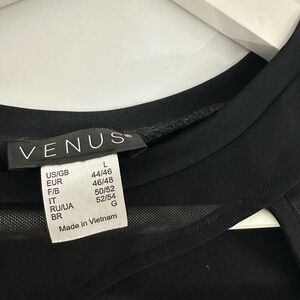 VENUS®
US/GB L
EUR 44/46
F/B 46/48
IT 50/52
RU/UA 52/54
BR G
Made in Vietnam